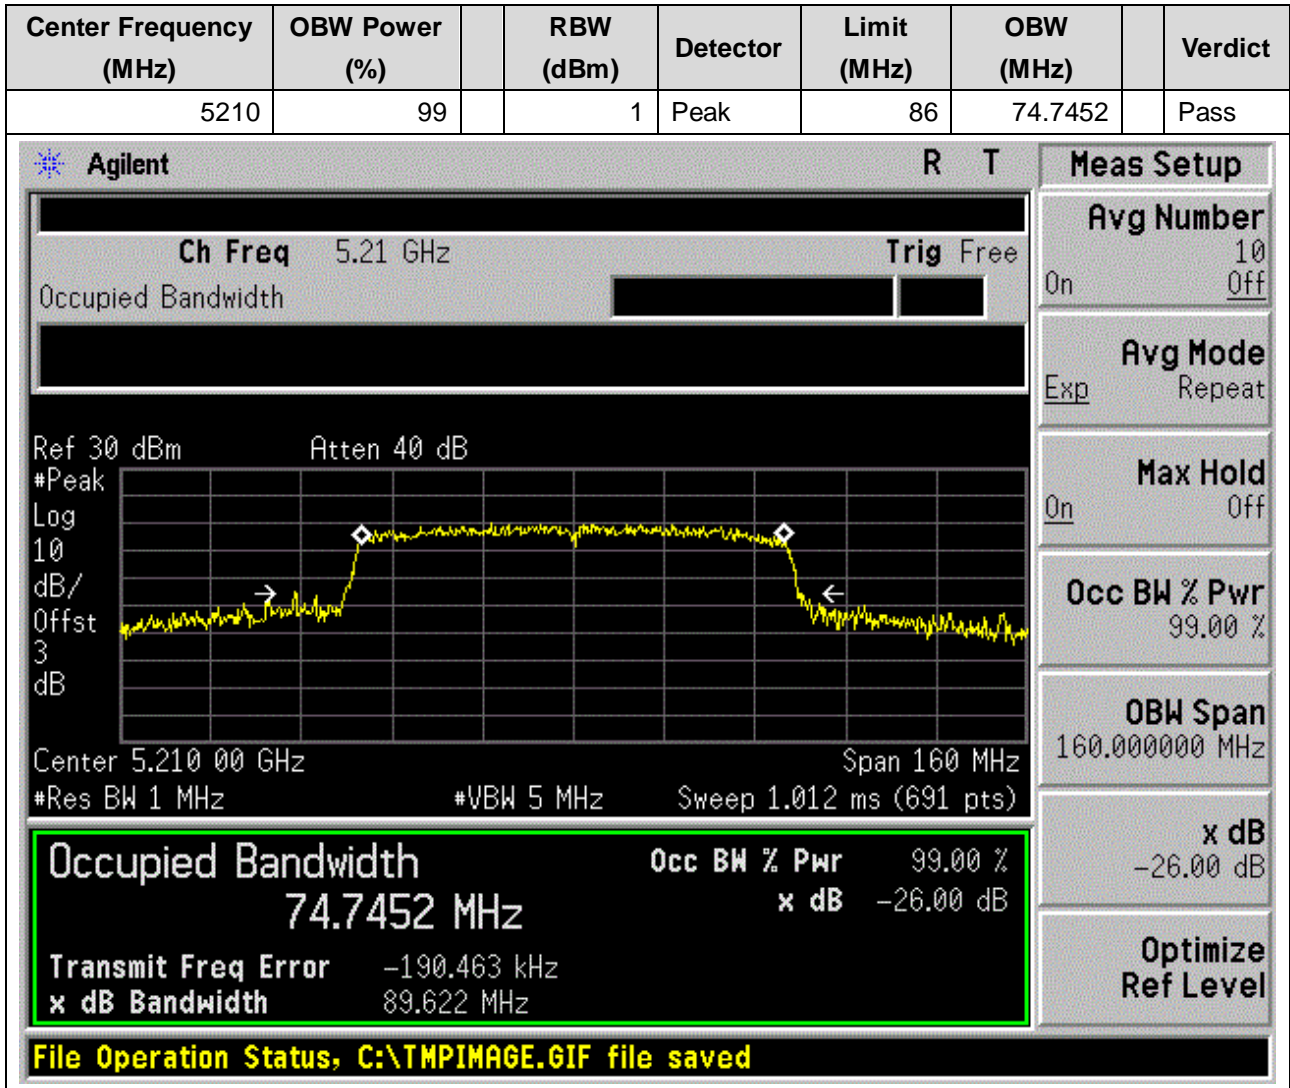 Center Frequency (MHz) OBW Power (%) RBW (dBm) Detector Limit (MHz) OBW (MHz) Verdict
5210 99 1 Peak 86 74.7452 Pass
Agilent R T Meas Setup
Ch Freq 5.21 GHz Trig Free
Occupied Bandwidth
Avg Number
10
On Off
Avg Mode
Exp Repeat
Max Hold
On Off
Occ BW % Pwr
99.00 %
OBW Span
160.000000 MHz
x dB
-26.00 dB
Optimize
Ref Level
Ref 30 dBm Atten 40 dB
#Peak
Log
10
dB/
Offst
3
dB
Center 5.210 00 GHz Span 160 MHz
#Res BW 1 MHz #VBW 5 MHz Sweep 1.012 ms (691 pts)
Occupied Bandwidth Occ BW % Pwr 99.00 %
74.7452 MHz x dB -26.00 dB
Transmit Freq Error -190.463 kHz
x dB Bandwidth 89.622 MHz
File Operation Status, C:\TMPIMAGE.GIF file saved